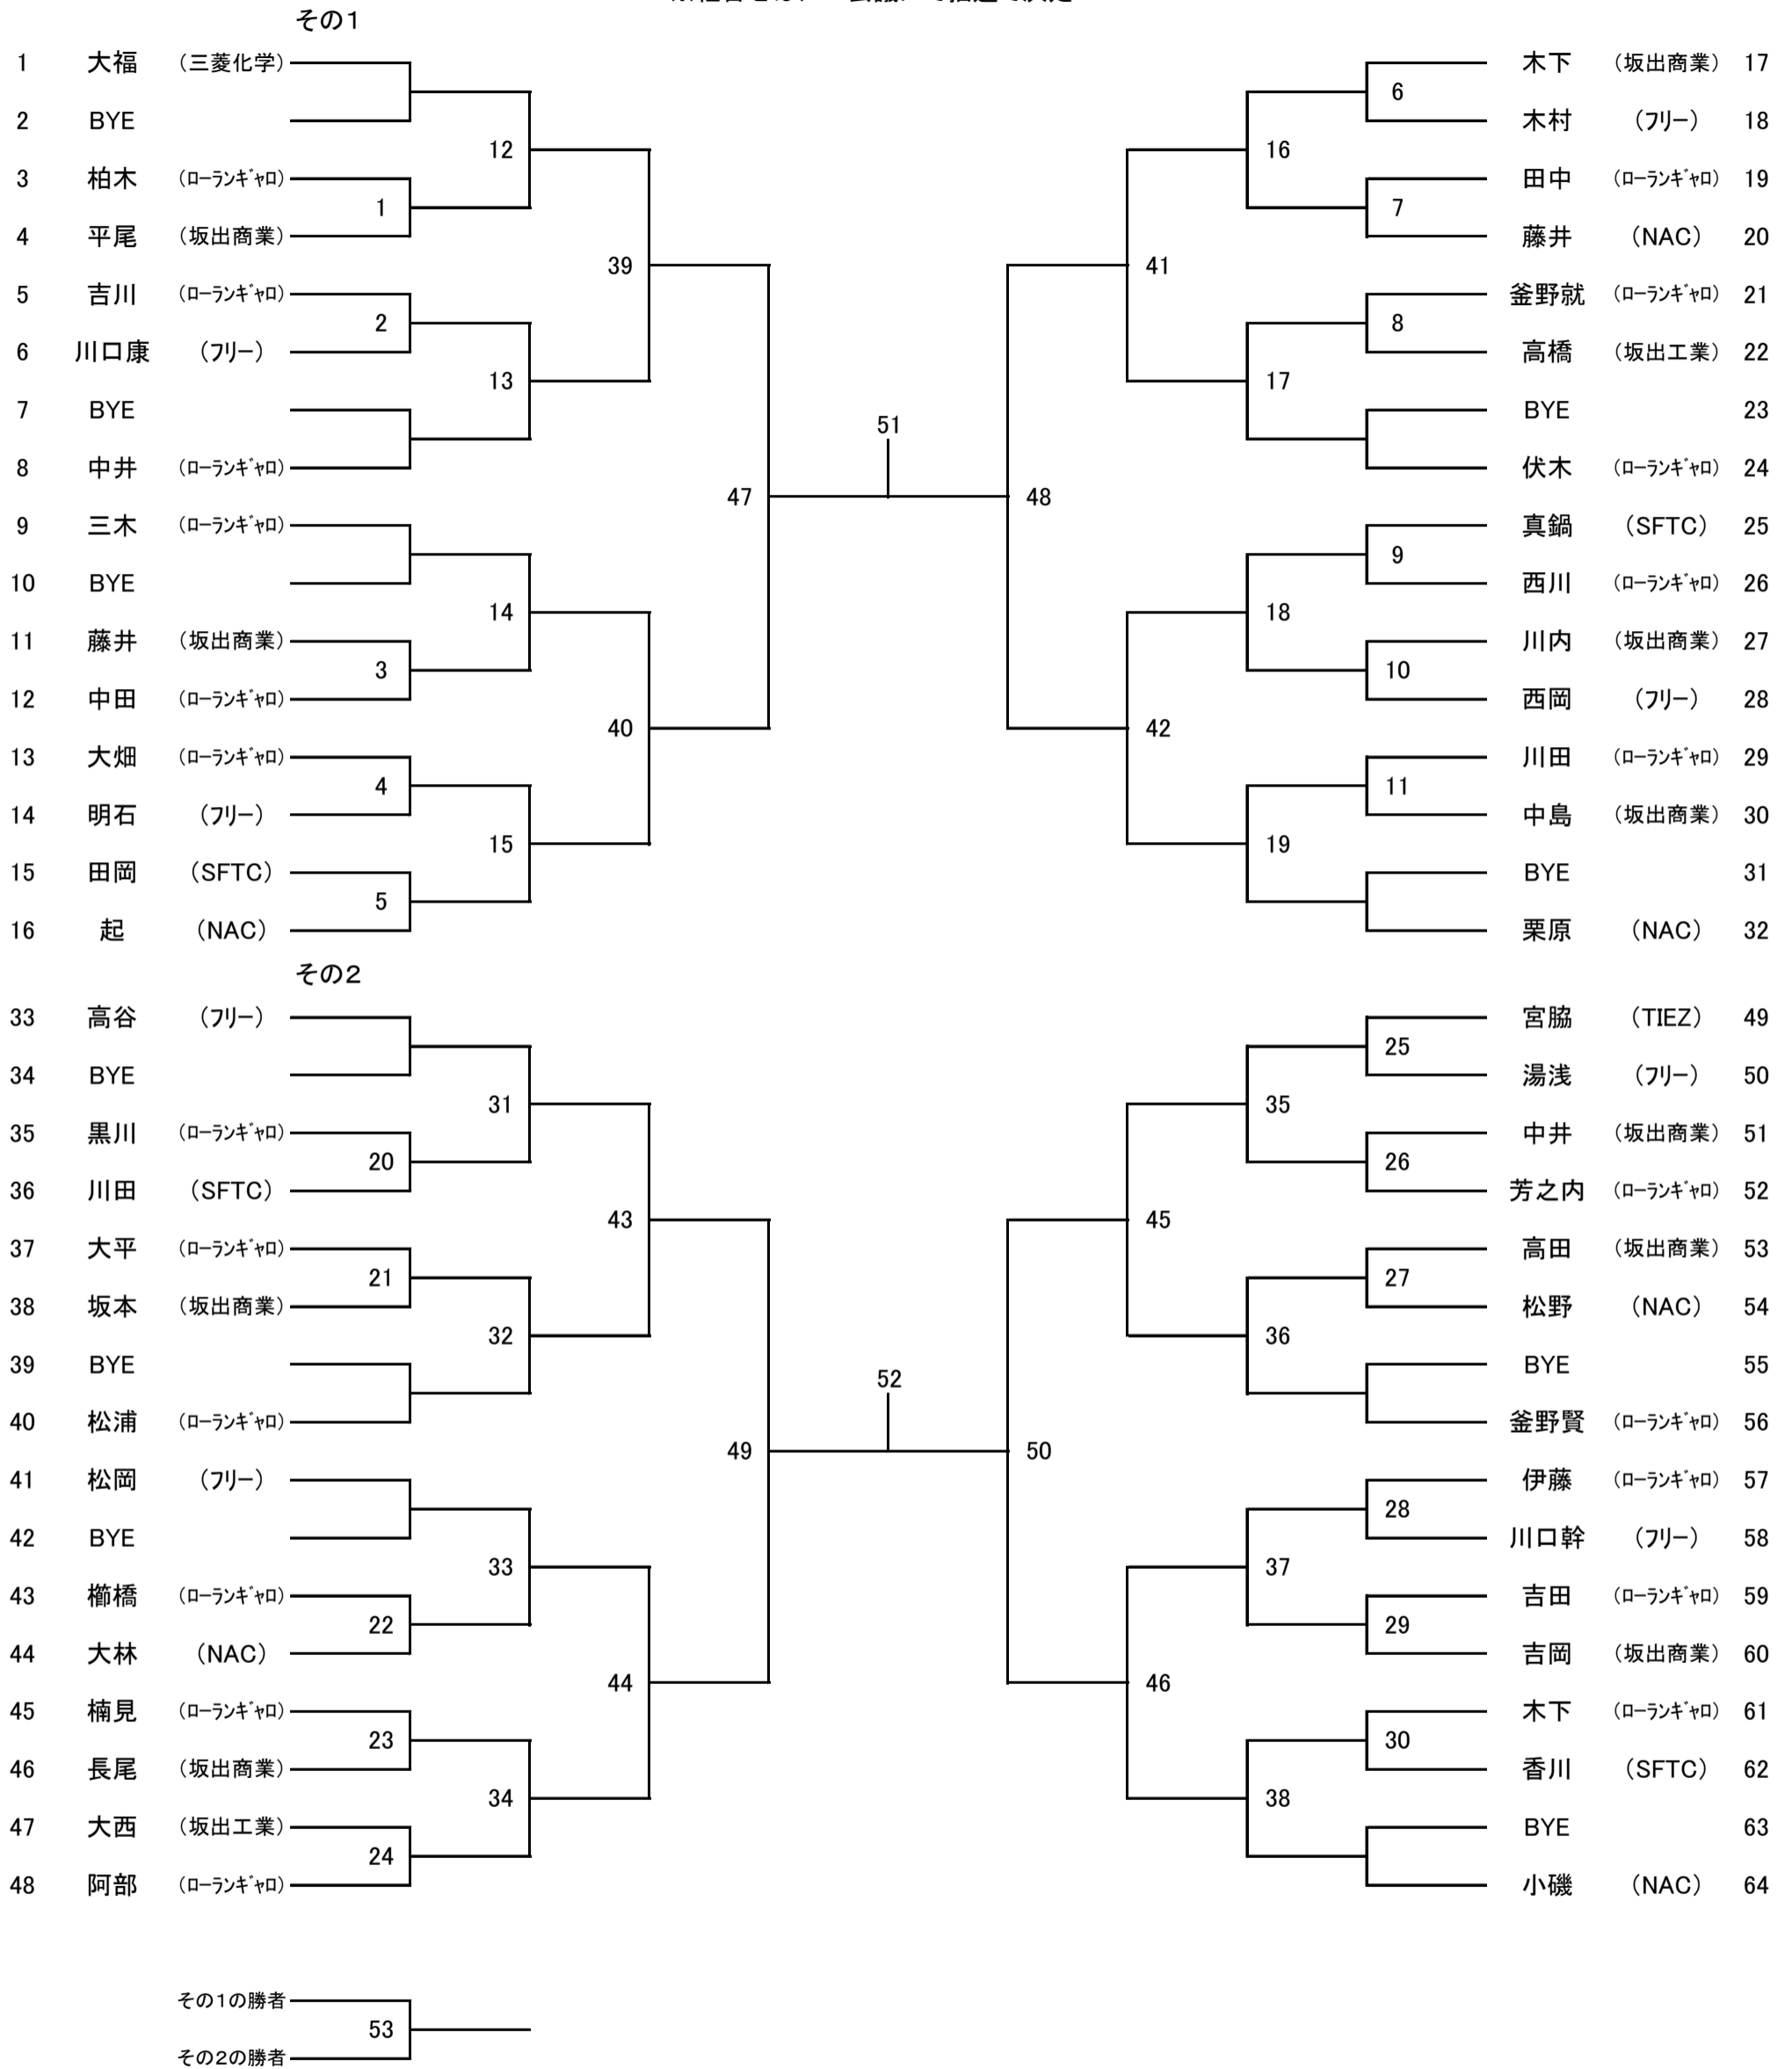 その1
1 大福 (三菱化学) 木下 (坂出商業) 17
6
2 BYE 木村 (フリー) 18
12 16
3 柏木 (ローランギャロ) 田中 (ローランギャロ) 19
1 7
4 平尾 (坂出商業) 藤井 (NAC) 20
39 41
5 吉川 (ローランギャロ) 釜野就 (ローランギャロ) 21
2 8
6 川口康 (フリー) 高橋 (坂出工業) 22
13 17
7 BYE BYE 23
51
8 中井 (ローランギャロ) 伏木 (ローランギャロ) 24
47 48
9 三木 (ローランギャロ) 真鍋 (SFTC) 25
9
10 BYE 西川 (ローランギャロ) 26
14 18
11 藤井 (坂出商業) 川内 (坂出商業) 27
3 10
12 中田 (ローランギャロ) 西岡 (フリー) 28
40 42
13 大畑 (ローランギャロ) 川田 (ローランギャロ) 29
4 11
14 明石 (フリー) 中島 (坂出商業) 30
15 19
15 田岡 (SFTC) BYE 31
5
16 起 (NAC) 栗原 (NAC) 32
その2
33 高谷 (フリー) 宮脇 (TIEZ) 49
25
34 BYE 湯浅 (フリー) 50
31 35
35 黒川 (ローランギャロ) 中井 (坂出商業) 51
20 26
36 川田 (SFTC) 芳之内 (ローランギャロ) 52
43 45
37 大平 (ローランギャロ) 高田 (坂出商業) 53
21 27
38 坂本 (坂出商業) 松野 (NAC) 54
32 36
39 BYE BYE 55
52
40 松浦 (ローランギャロ) 釜野賢 (ローランギャロ) 56
49 50
41 松岡 (フリー) 伊藤 (ローランギャロ) 57
28
42 BYE 川口幹 (フリー) 58
33 37
43 曛橋 (ローランギャロ) 吉田 (ローランギャロ) 59
22 29
44 大林 (NAC) 吉岡 (坂出商業) 60
44 46
45 楠見 (ローランギャロ) 木下 (ローランギャロ) 61
23 30
46 長尾 (坂出商業) 香川 (SFTC) 62
34 38
47 大西 (坂出工業) BYE 63
24
48 阿部 (ローランギャロ) 小磯 (NAC) 64
その1の勝者
53
その2の勝者